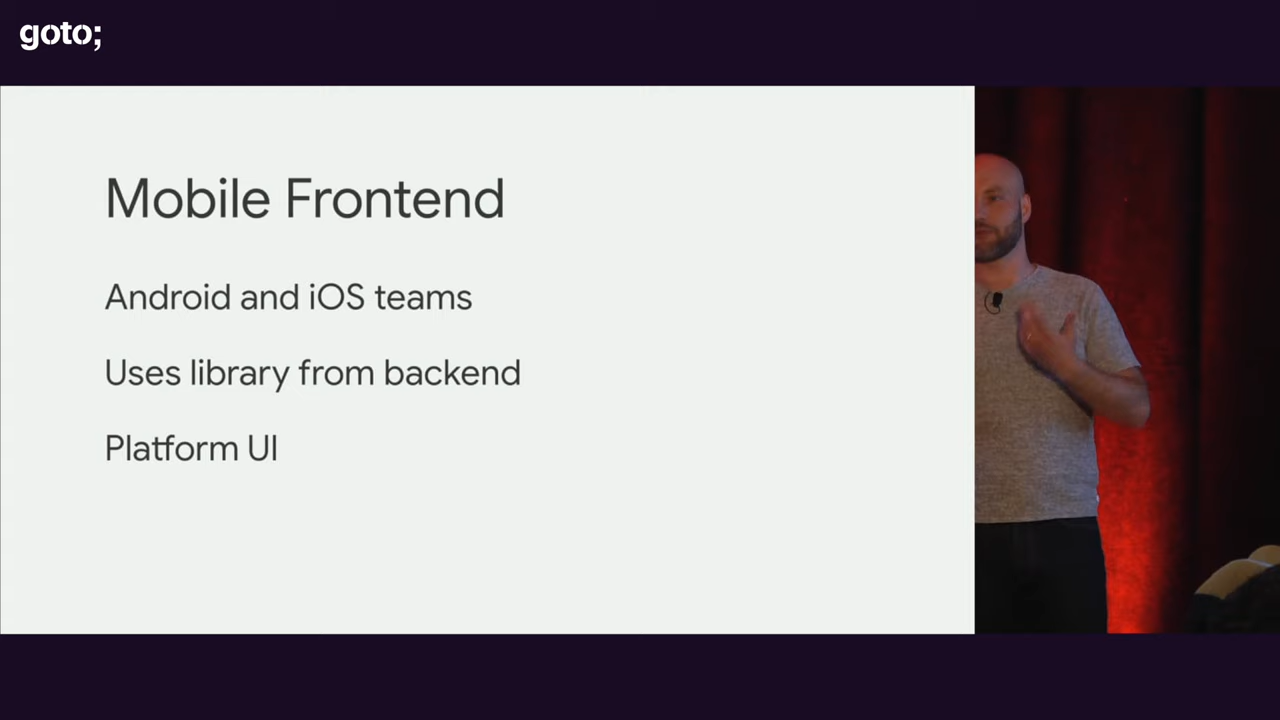 goto;
Mobile Frontend
Android and iOS teams
Uses library from backend
Platform UI